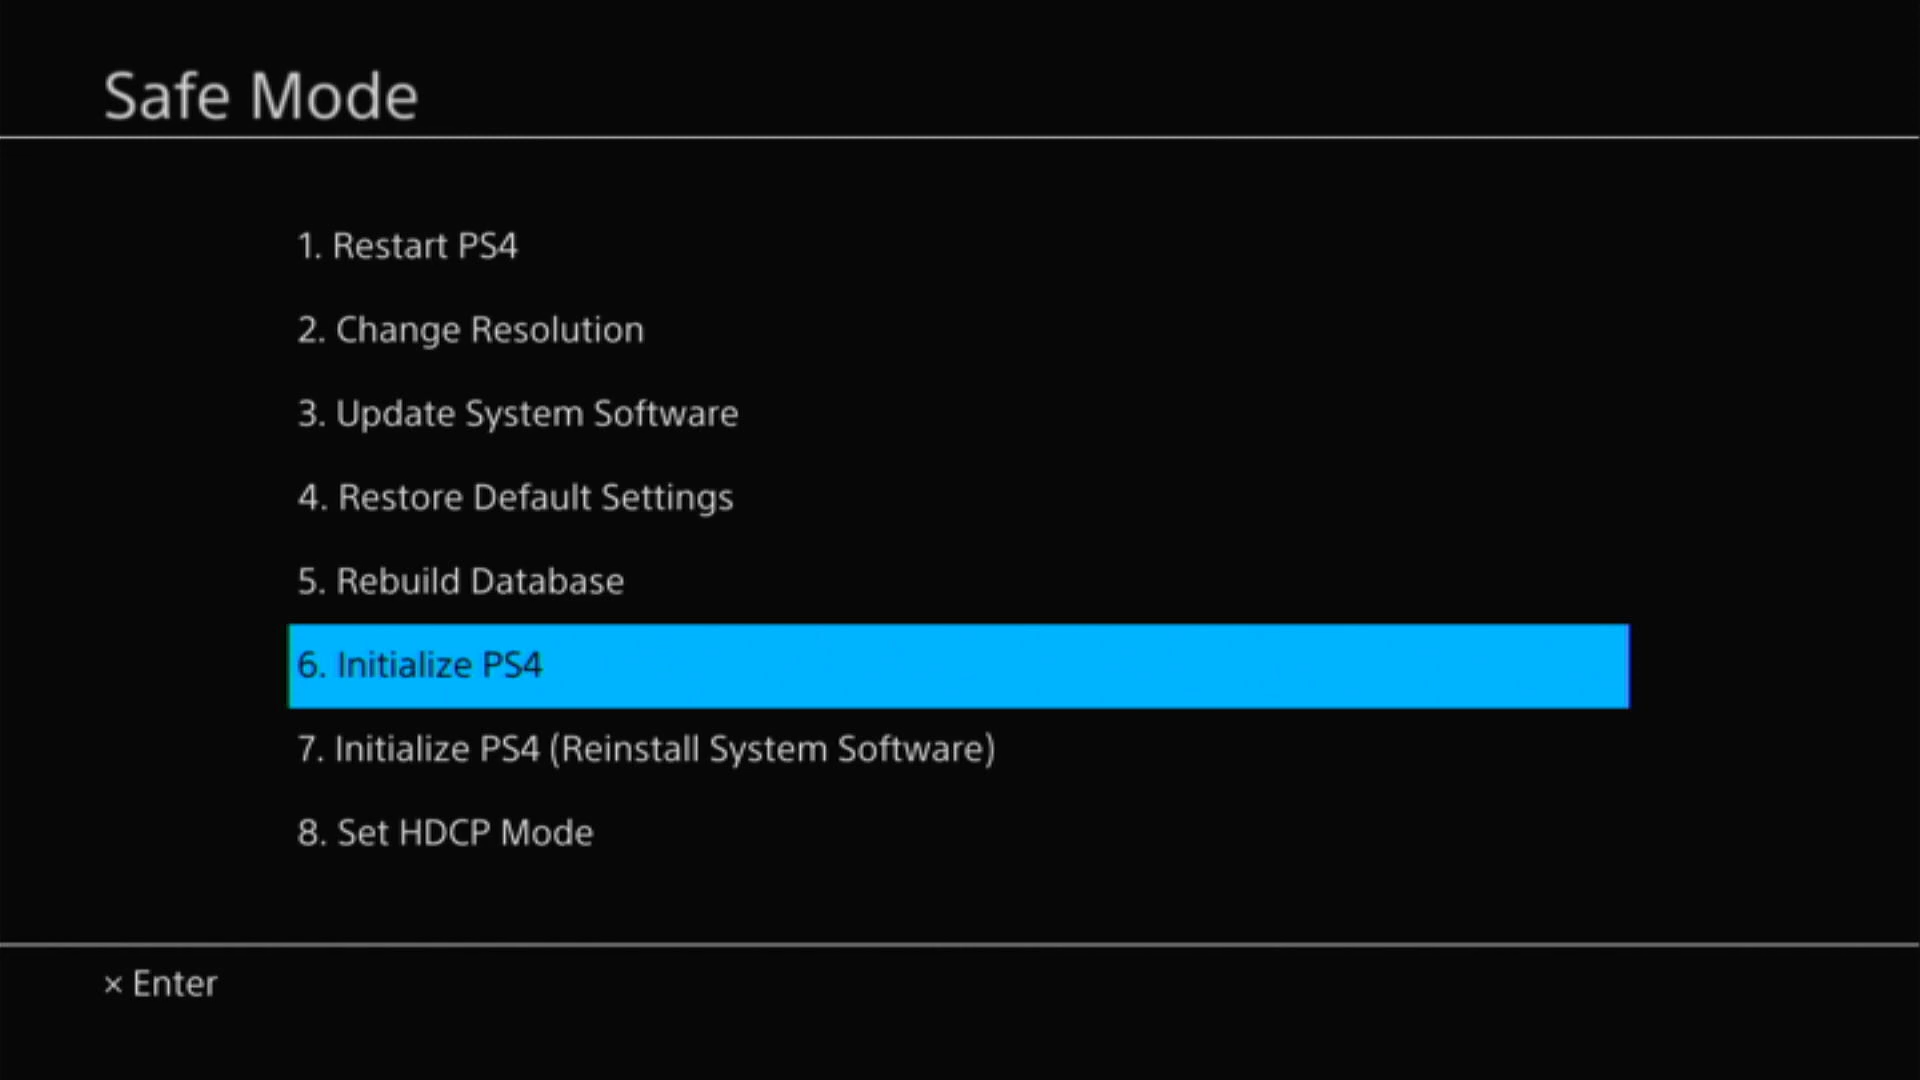 Safe Mode
1. Restart PS4
2. Change Resolution
3. Update System Software
4. Restore Default Settings
5. Rebuild Database
6. Initialize PS4
7. Initialize PS4 (Reinstall System Software)
8. Set HDCP Mode
× Enter